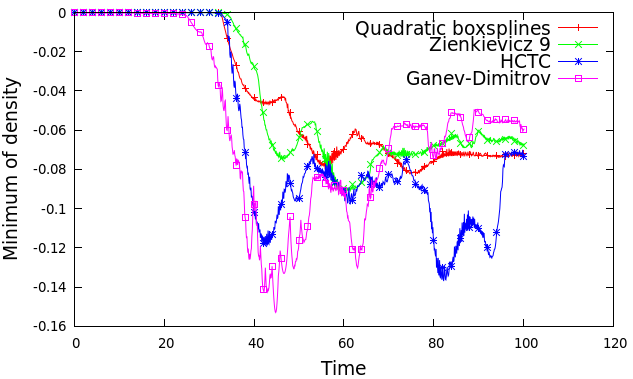 0
-0.02
-0.04
-0.06
-0.08
-0.1
-0.12
-0.14
-0.16
0
20
40
60
80
100
120
Minimum of density
Time
Quadratic boxsplines
Zienkievicz 9
HCTC
Ganev-Dimitrov